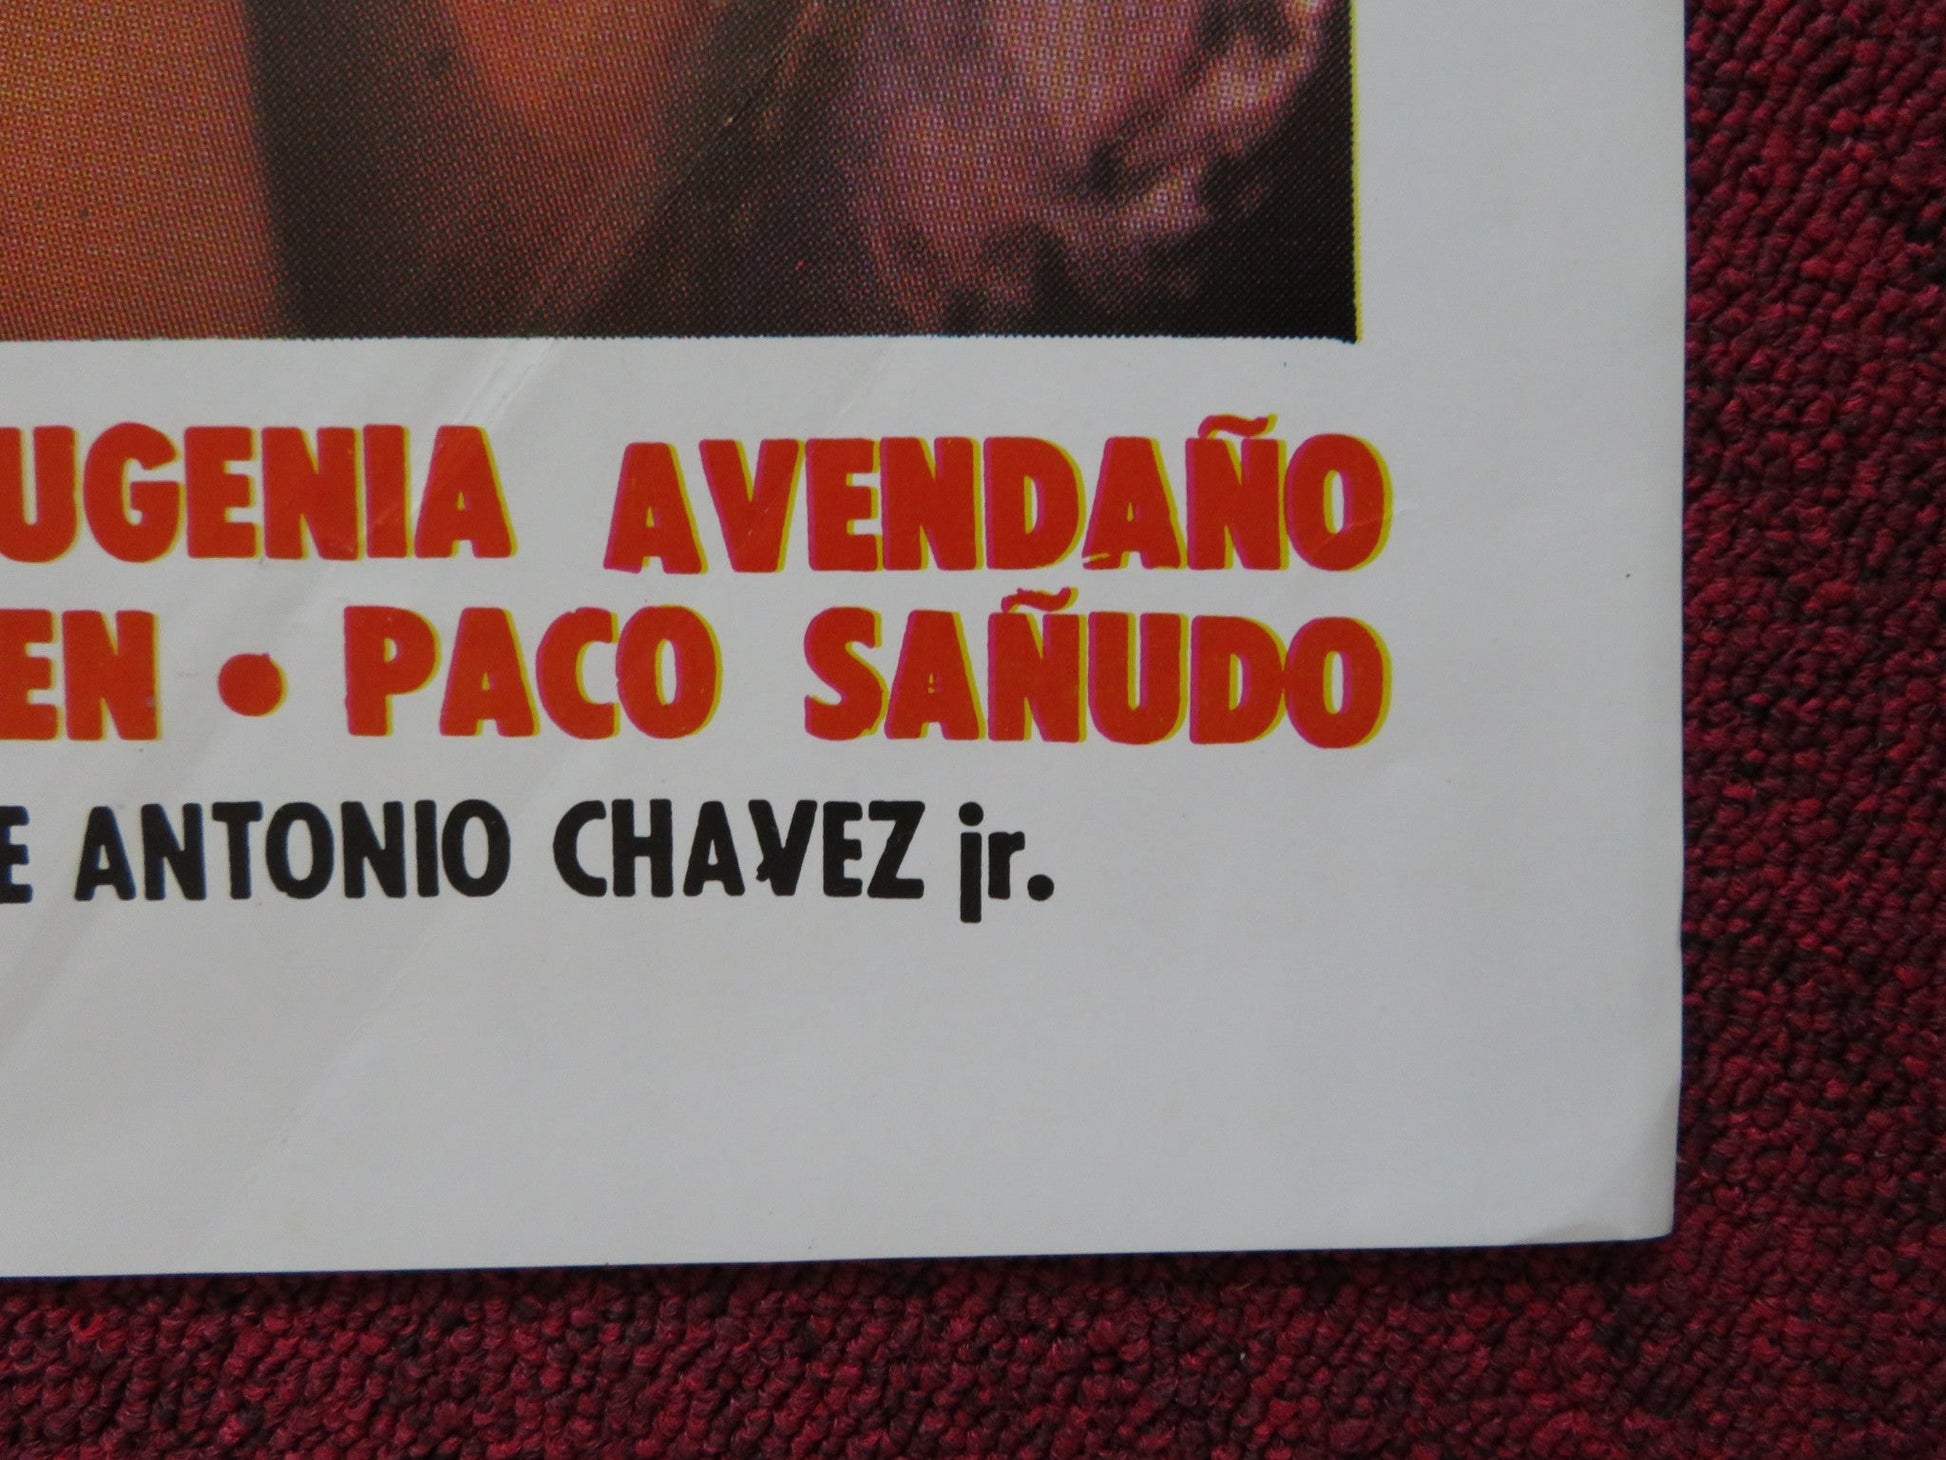 UGENIA AVENDAÑO
EN • PACO SAÑUDO
E ANTONIO CHAVEZ jr.